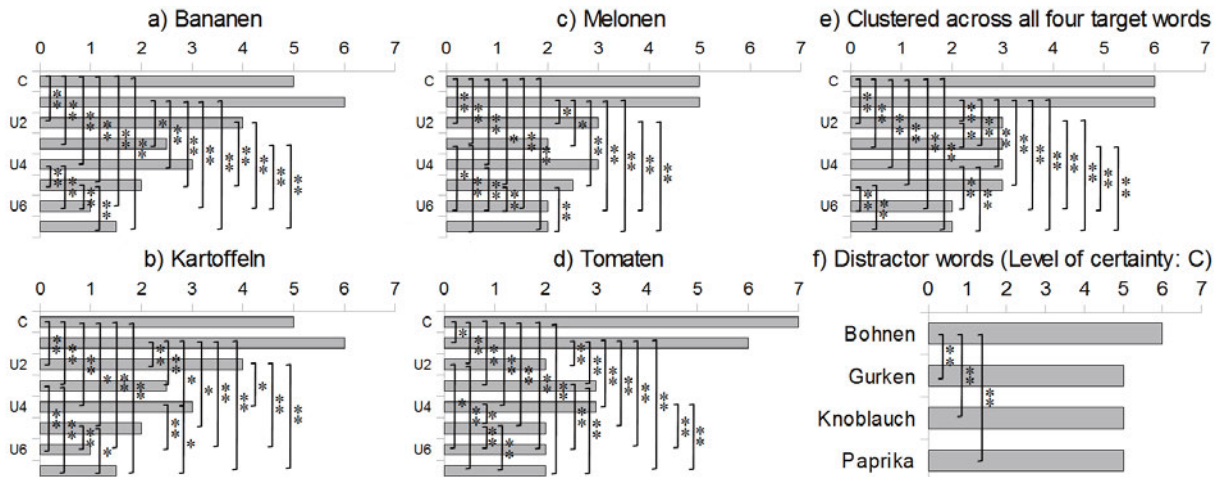 a) Bananen
0 1 2 3 4 5 6 7
C
U2
U4
U6
c) Melonen
0 1 2 3 4 5 6 7
C
U2
U4
U6
e) Clustered across all four target words
0 1 2 3 4 5 6 7
C
U2
U4
U6
b) Kartoffeln
0 1 2 3 4 5 6 7
C
U2
U4
U6
d) Tomaten
0 1 2 3 4 5 6 7
C
U2
U4
U6
f) Distractor words (Level of certainty: C)
0 1 2 3 4 5 6 7
Bohnen
Gurken
Knoblauch
Paprika